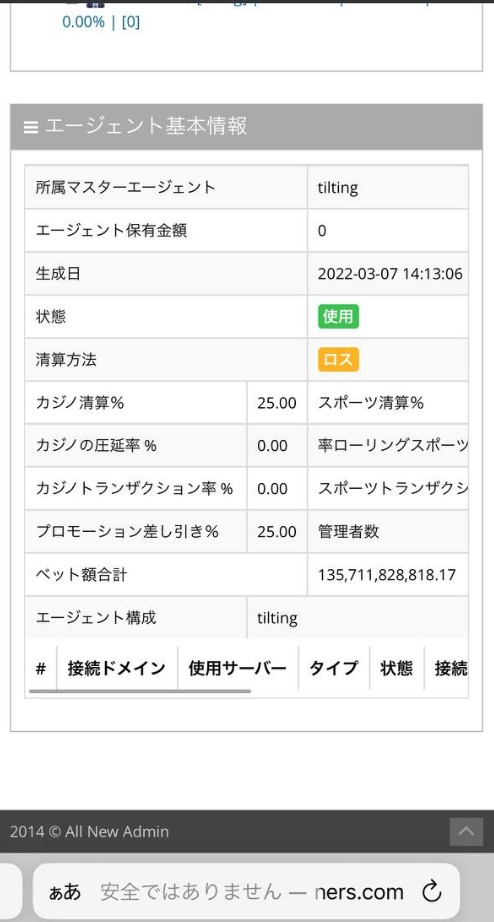 0.00% | [0]
≡ エージェント基本情報
所属マスターエージェント tilting
エージェント保有金額 0
生成日 2022-03-07 14:13:06
状態 使用
清算方法 ロス
カジノ清算% 25.00 スポーツ清算%
カジノの圧延率 % 0.00 率ローリングスポーツ
カジノトランザクション率 % 0.00 スポーツトランザクシ
プロモーション差し引き% 25.00 管理者数
ベット額合計 135,711,828,818.17
エージェント構成 tilting
# 接続ドメイン 使用サーバー タイプ 状態 接続
2014 © All New Admin
ぁあ 安全ではありません — ners.com